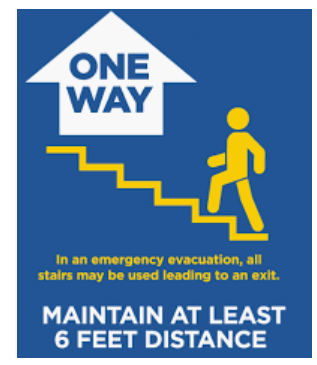 ONE
WAY
In an emergency evacuation, all
stairs may be used leading to an exit.
MAINTAIN AT LEAST
6 FEET DISTANCE